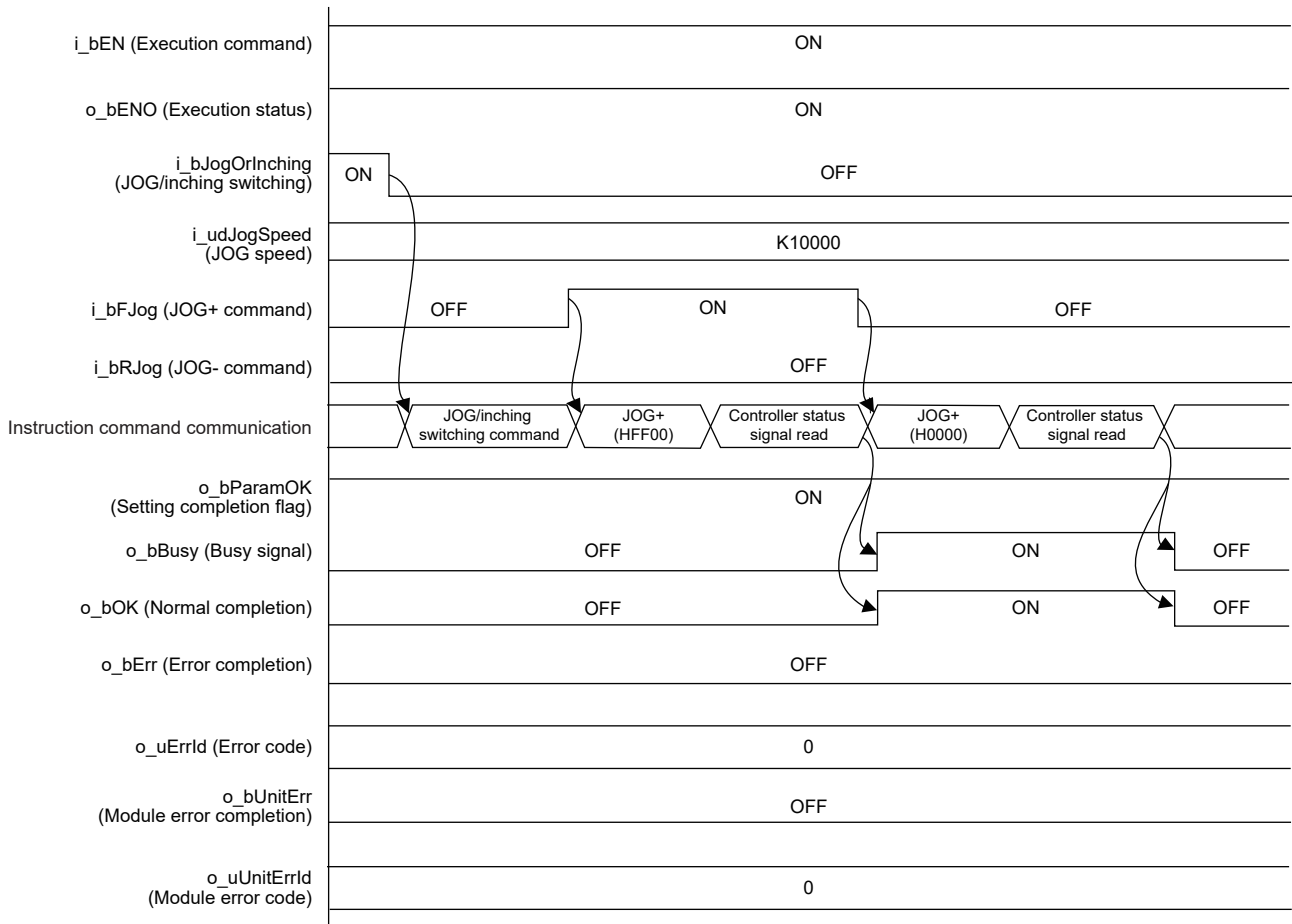 i_bEN (Execution command)
ON
o_bENO (Execution status)
ON
i_bJogOrInching
(JOG/inching switching)
ON
OFF
i_udJogSpeed
(JOG speed)
K10000
i_bFJog (JOG+ command)
OFF
ON
OFF
i_bRJog (JOG- command)
OFF
Instruction command communication
JOG/inching
switching command
JOG+
(HFF00)
Controller status
signal read
JOG+
(H0000)
Controller status
signal read
o_bParamOK
(Setting completion flag)
ON
o_bBusy (Busy signal)
OFF
ON
OFF
o_bOK (Normal completion)
OFF
ON
OFF
o_bErr (Error completion)
OFF
o_uErrId (Error code)
0
o_bUnitErr
(Module error completion)
OFF
o_uUnitErrId
(Module error code)
0